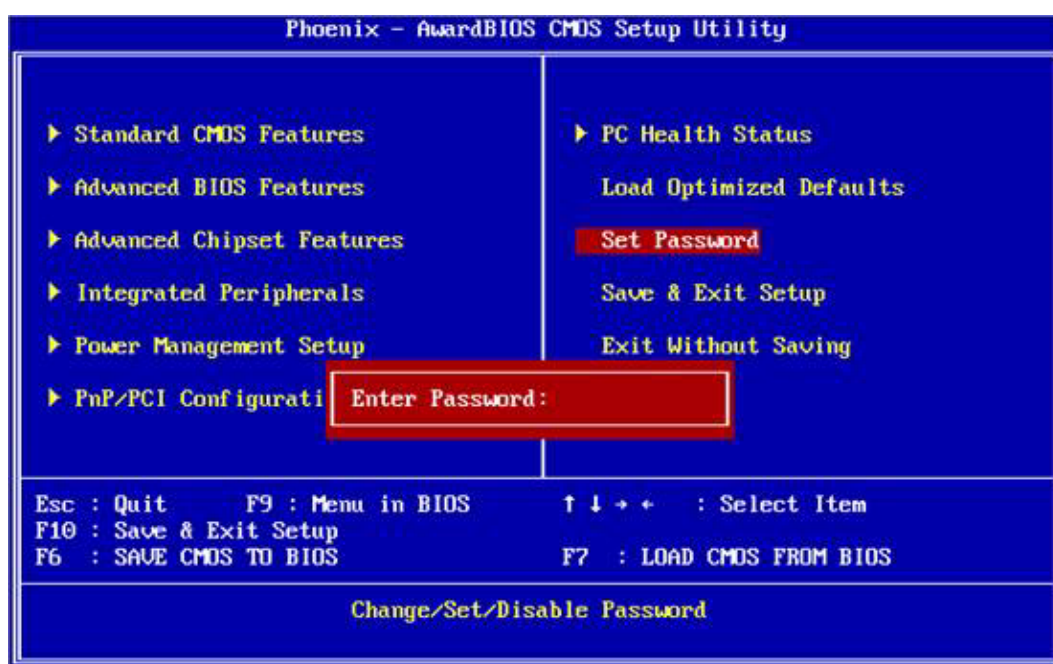 Phoenix - AwardBIOS CMOS Setup Utility
Standard CMOS Features
Advanced BIOS Features
Advanced Chipset Features
Integrated Peripherals
Power Management Setup
PnP/PCI Configurati
PC Health Status
Load Optimized Defaults
Set Password
Save & Exit Setup
Exit Without Saving
Enter Password:
Esc : Quit F9 : Menu in BIOS ↑ ↓ → ← : Select Item
F10 : Save & Exit Setup
F6 : SAVE CMOS TO BIOS F7 : LOAD CMOS FROM BIOS
Change/Set/Disable Password